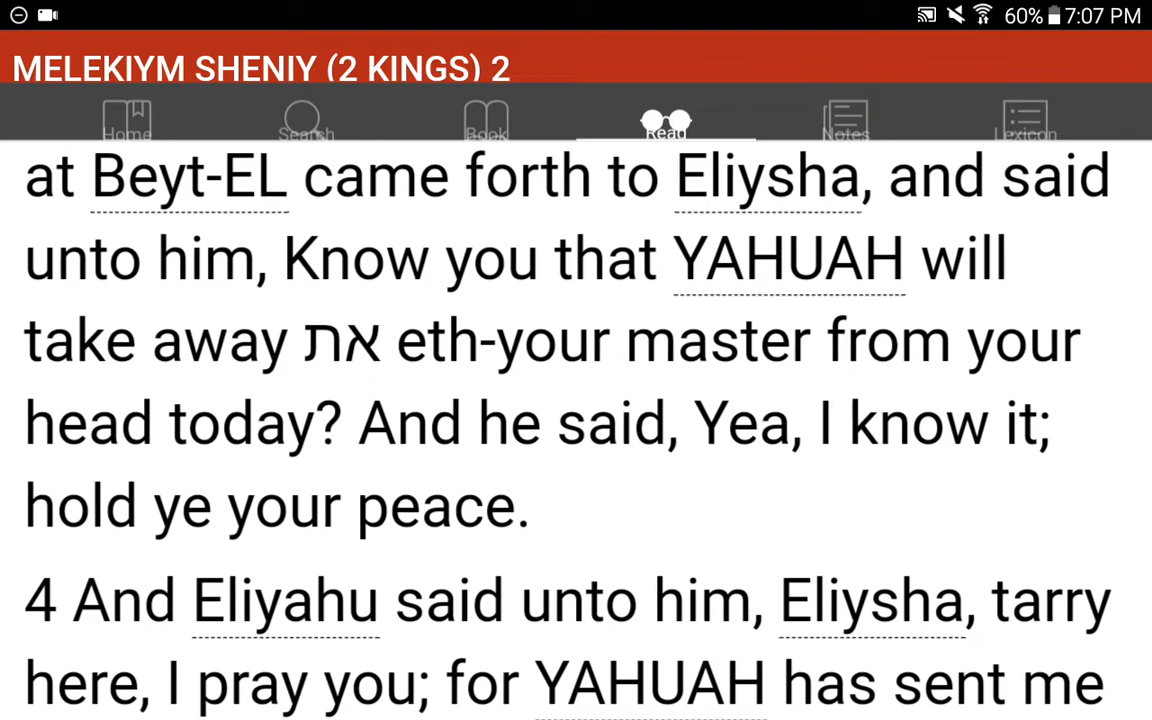 60% 7:07 PM
MELEKIYM SHENIY (2 KINGS) 2
Home Search Book Read Notes Lexicon
at Beyt-EL came forth to Eliysha, and said
unto him, Know you that YAHUAH will
take away את eth-your master from your
head today? And he said, Yea, I know it;
hold ye your peace.
4 And Eliyahu said unto him, Eliysha, tarry
here, I pray you; for YAHUAH has sent me